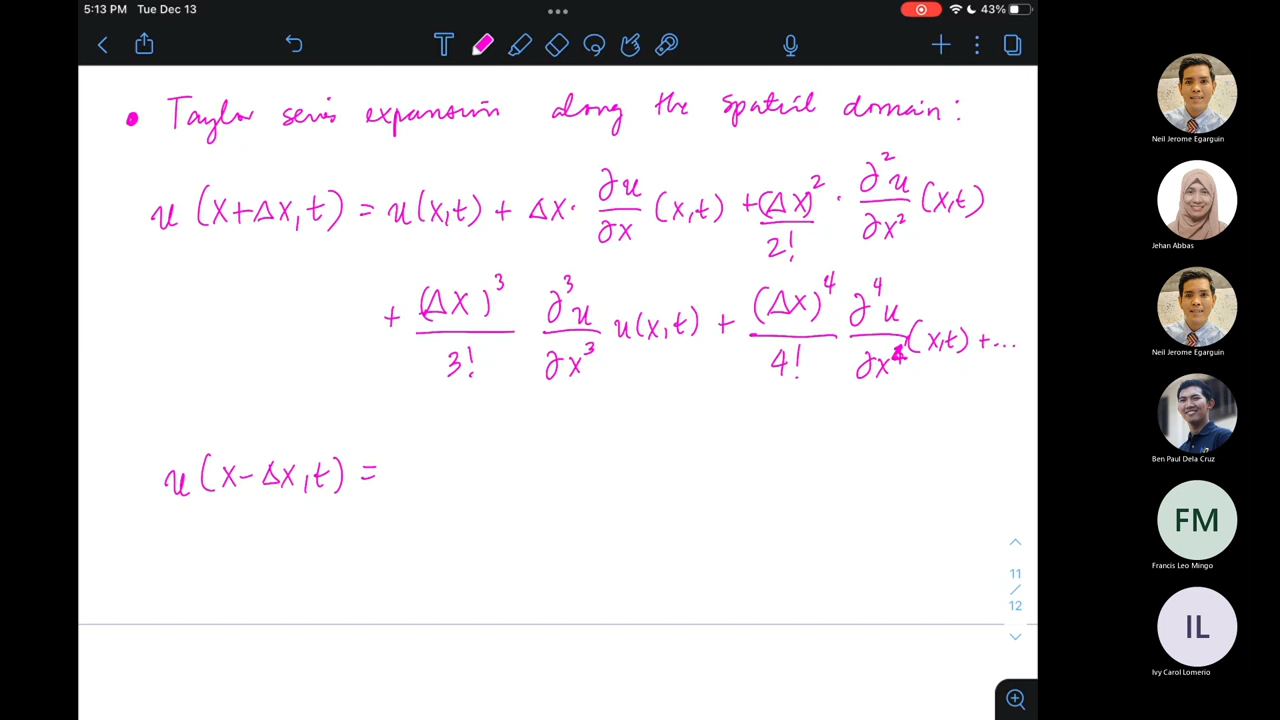 5:13 PM Tue Dec 13
43%
• Taylor series expansion along the spatial domain:
u(x+Δx,t) = u(x,t) + Δx · ∂u/∂x (x,t) + (Δx)²/2! · ∂²u/∂x² (x,t)
+ (Δx)³/3! ∂³u/∂x³ u(x,t) + (Δx)⁴/4! ∂⁴u/∂x⁴ (x,t) + ...
u(x-Δx,t) =
11
/
12
Neil Jerome Egarguin
Jehan Abbas
Neil Jerome Egarguin
Ben Paul Dela Cruz
FM
Francis Leo Mingo
IL
Ivy Carol Lomerio